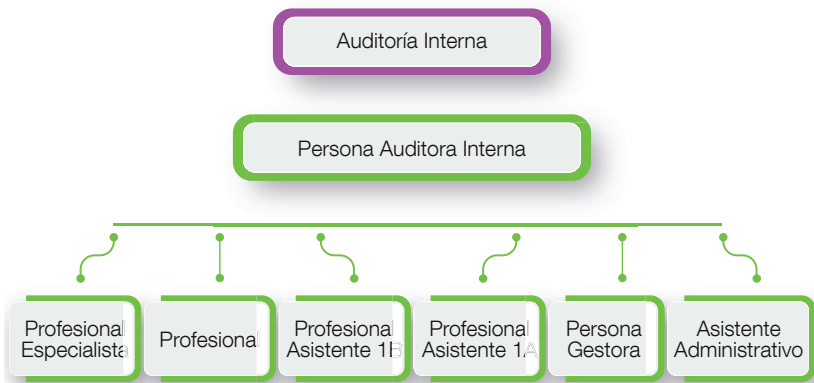 Auditoría Interna
Persona Auditora Interna
Profesional
Especialista
Profesional
Profesional
Asistente 1B
Profesional
Asistente 1A
Persona
Gestora
Asistente
Administrativo